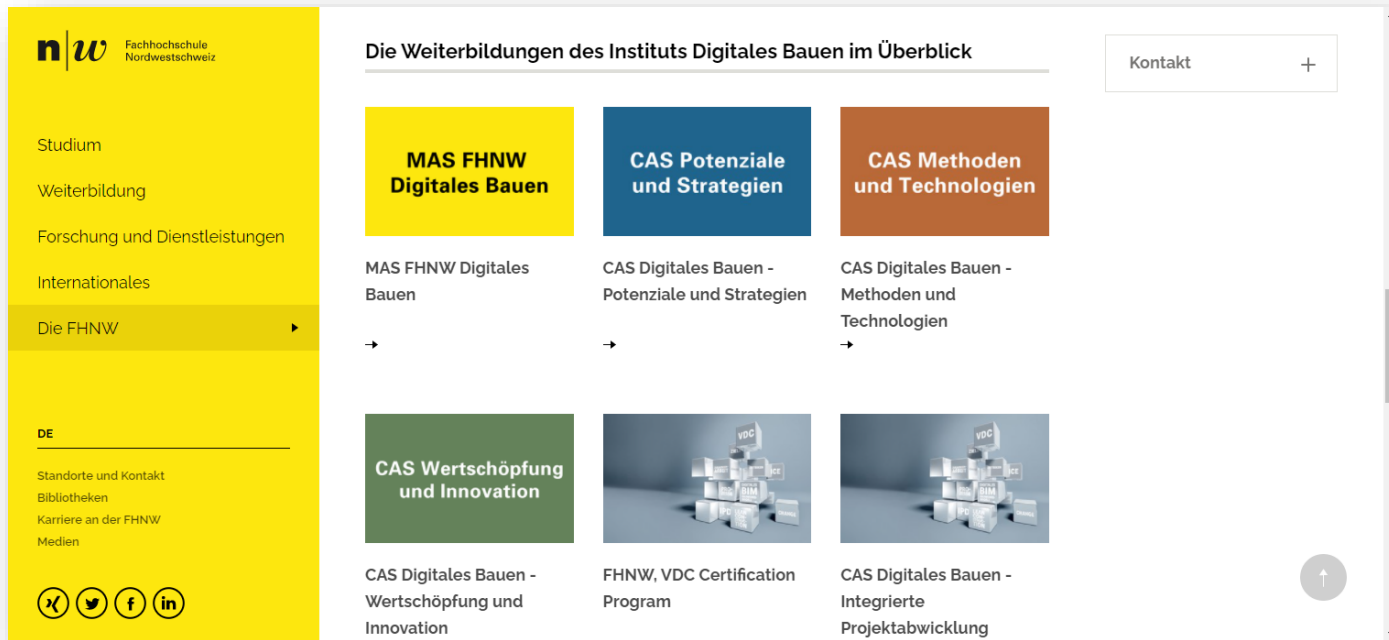 n|w Fachhochschule
Nordwestschweiz
Studium
Weiterbildung
Forschung und Dienstleistungen
Internationales
Die FHNW
DE
Standorte und Kontakt
Bibliotheken
Karriere an der FHNW
Medien
Die Weiterbildungen des Instituts Digitales Bauen im Überblick
MAS FHNW
Digitales Bauen
MAS FHNW Digitales
Bauen
CAS Potenziale
und Strategien
CAS Digitales Bauen -
Potenziale und Strategien
CAS Methoden
und Technologien
CAS Digitales Bauen -
Methoden und
Technologien
CAS Wertschöpfung
und Innovation
CAS Digitales Bauen -
Wertschöpfung und
Innovation
VDC
BIM
FHNW, VDC Certification
Program
VDC
BIM
CAS Digitales Bauen -
Integrierte
Projektabwicklung
Kontakt